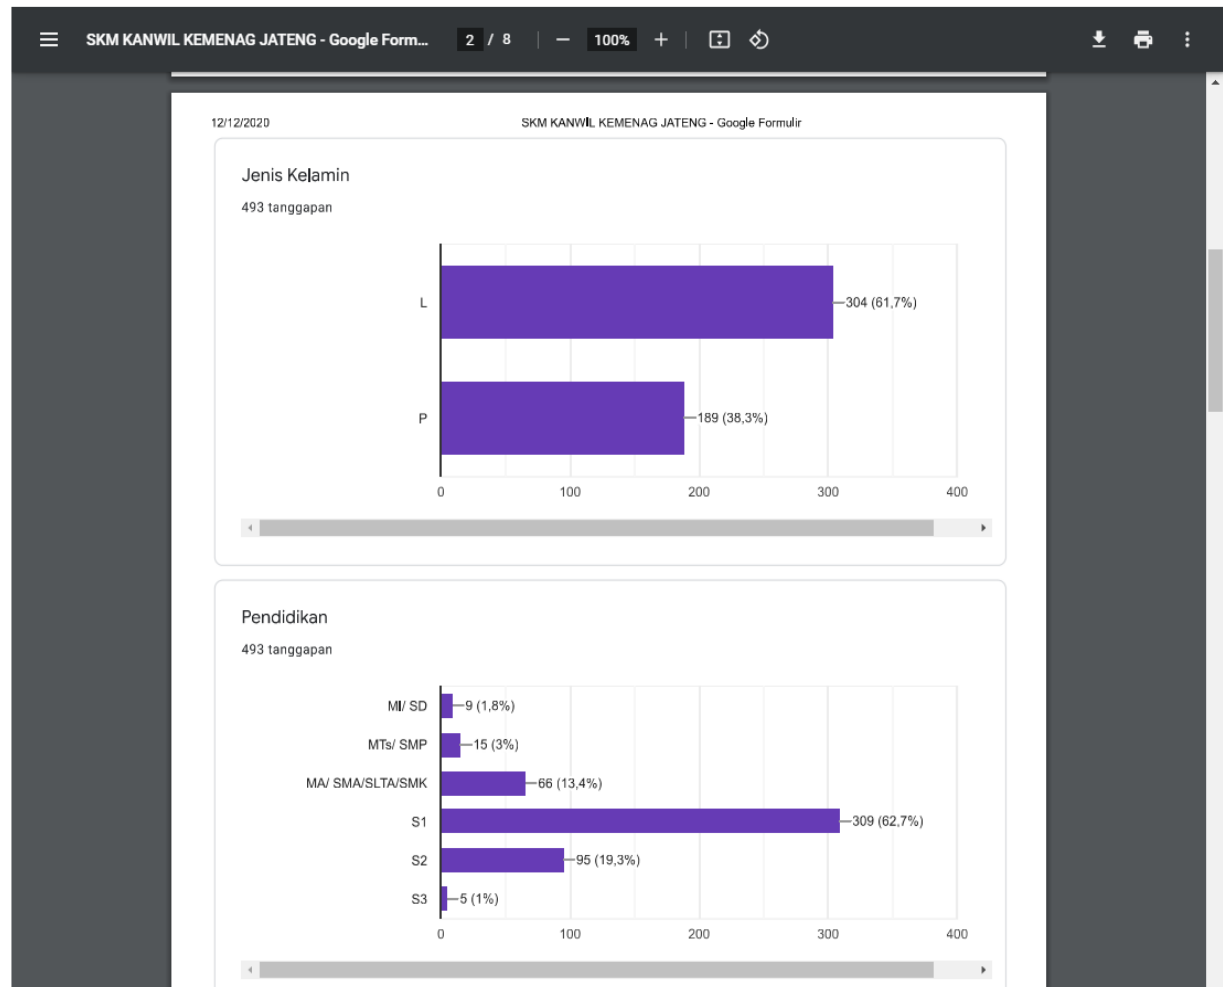 SKM KANWIL KEMENAG JATENG - Google Form... 2 / 8 100%
12/12/2020 SKM KANWIL KEMENAG JATENG - Google Formulir
Jenis Kelamin
493 tanggapan
L 304 (61,7%)
P 189 (38,3%)
0 100 200 300 400
Pendidikan
493 tanggapan
MI/ SD 9 (1,8%)
MTs/ SMP 15 (3%)
MA/ SMA/SLTA/SMK 66 (13,4%)
S1 309 (62,7%)
S2 95 (19,3%)
S3 5 (1%)
0 100 200 300 400